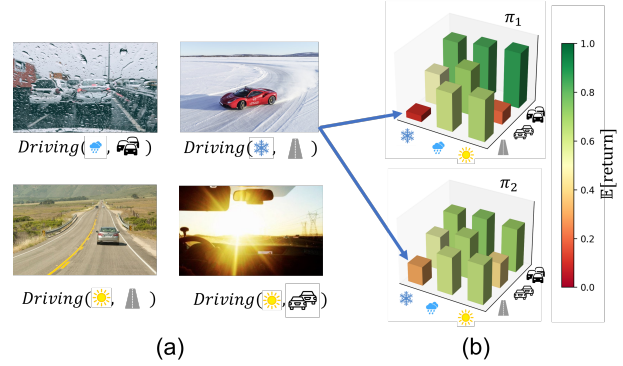 π₁
1.0
0.8
0.6
0.4
0.2
0.0
𝔼[return]
Driving( , )
Driving( , )
π₂
Driving( , )
Driving( , )
(a)
(b)